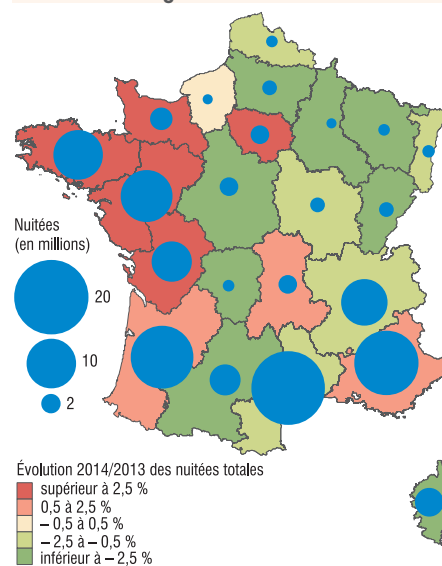 Nuitées
(en millions)
20
10
2
Évolution 2014/2013 des nuitées totales
supérieur à 2,5 %
0,5 à 2,5 %
– 0,5 à 0,5 %
– 2,5 à – 0,5 %
inférieur à – 2,5 %